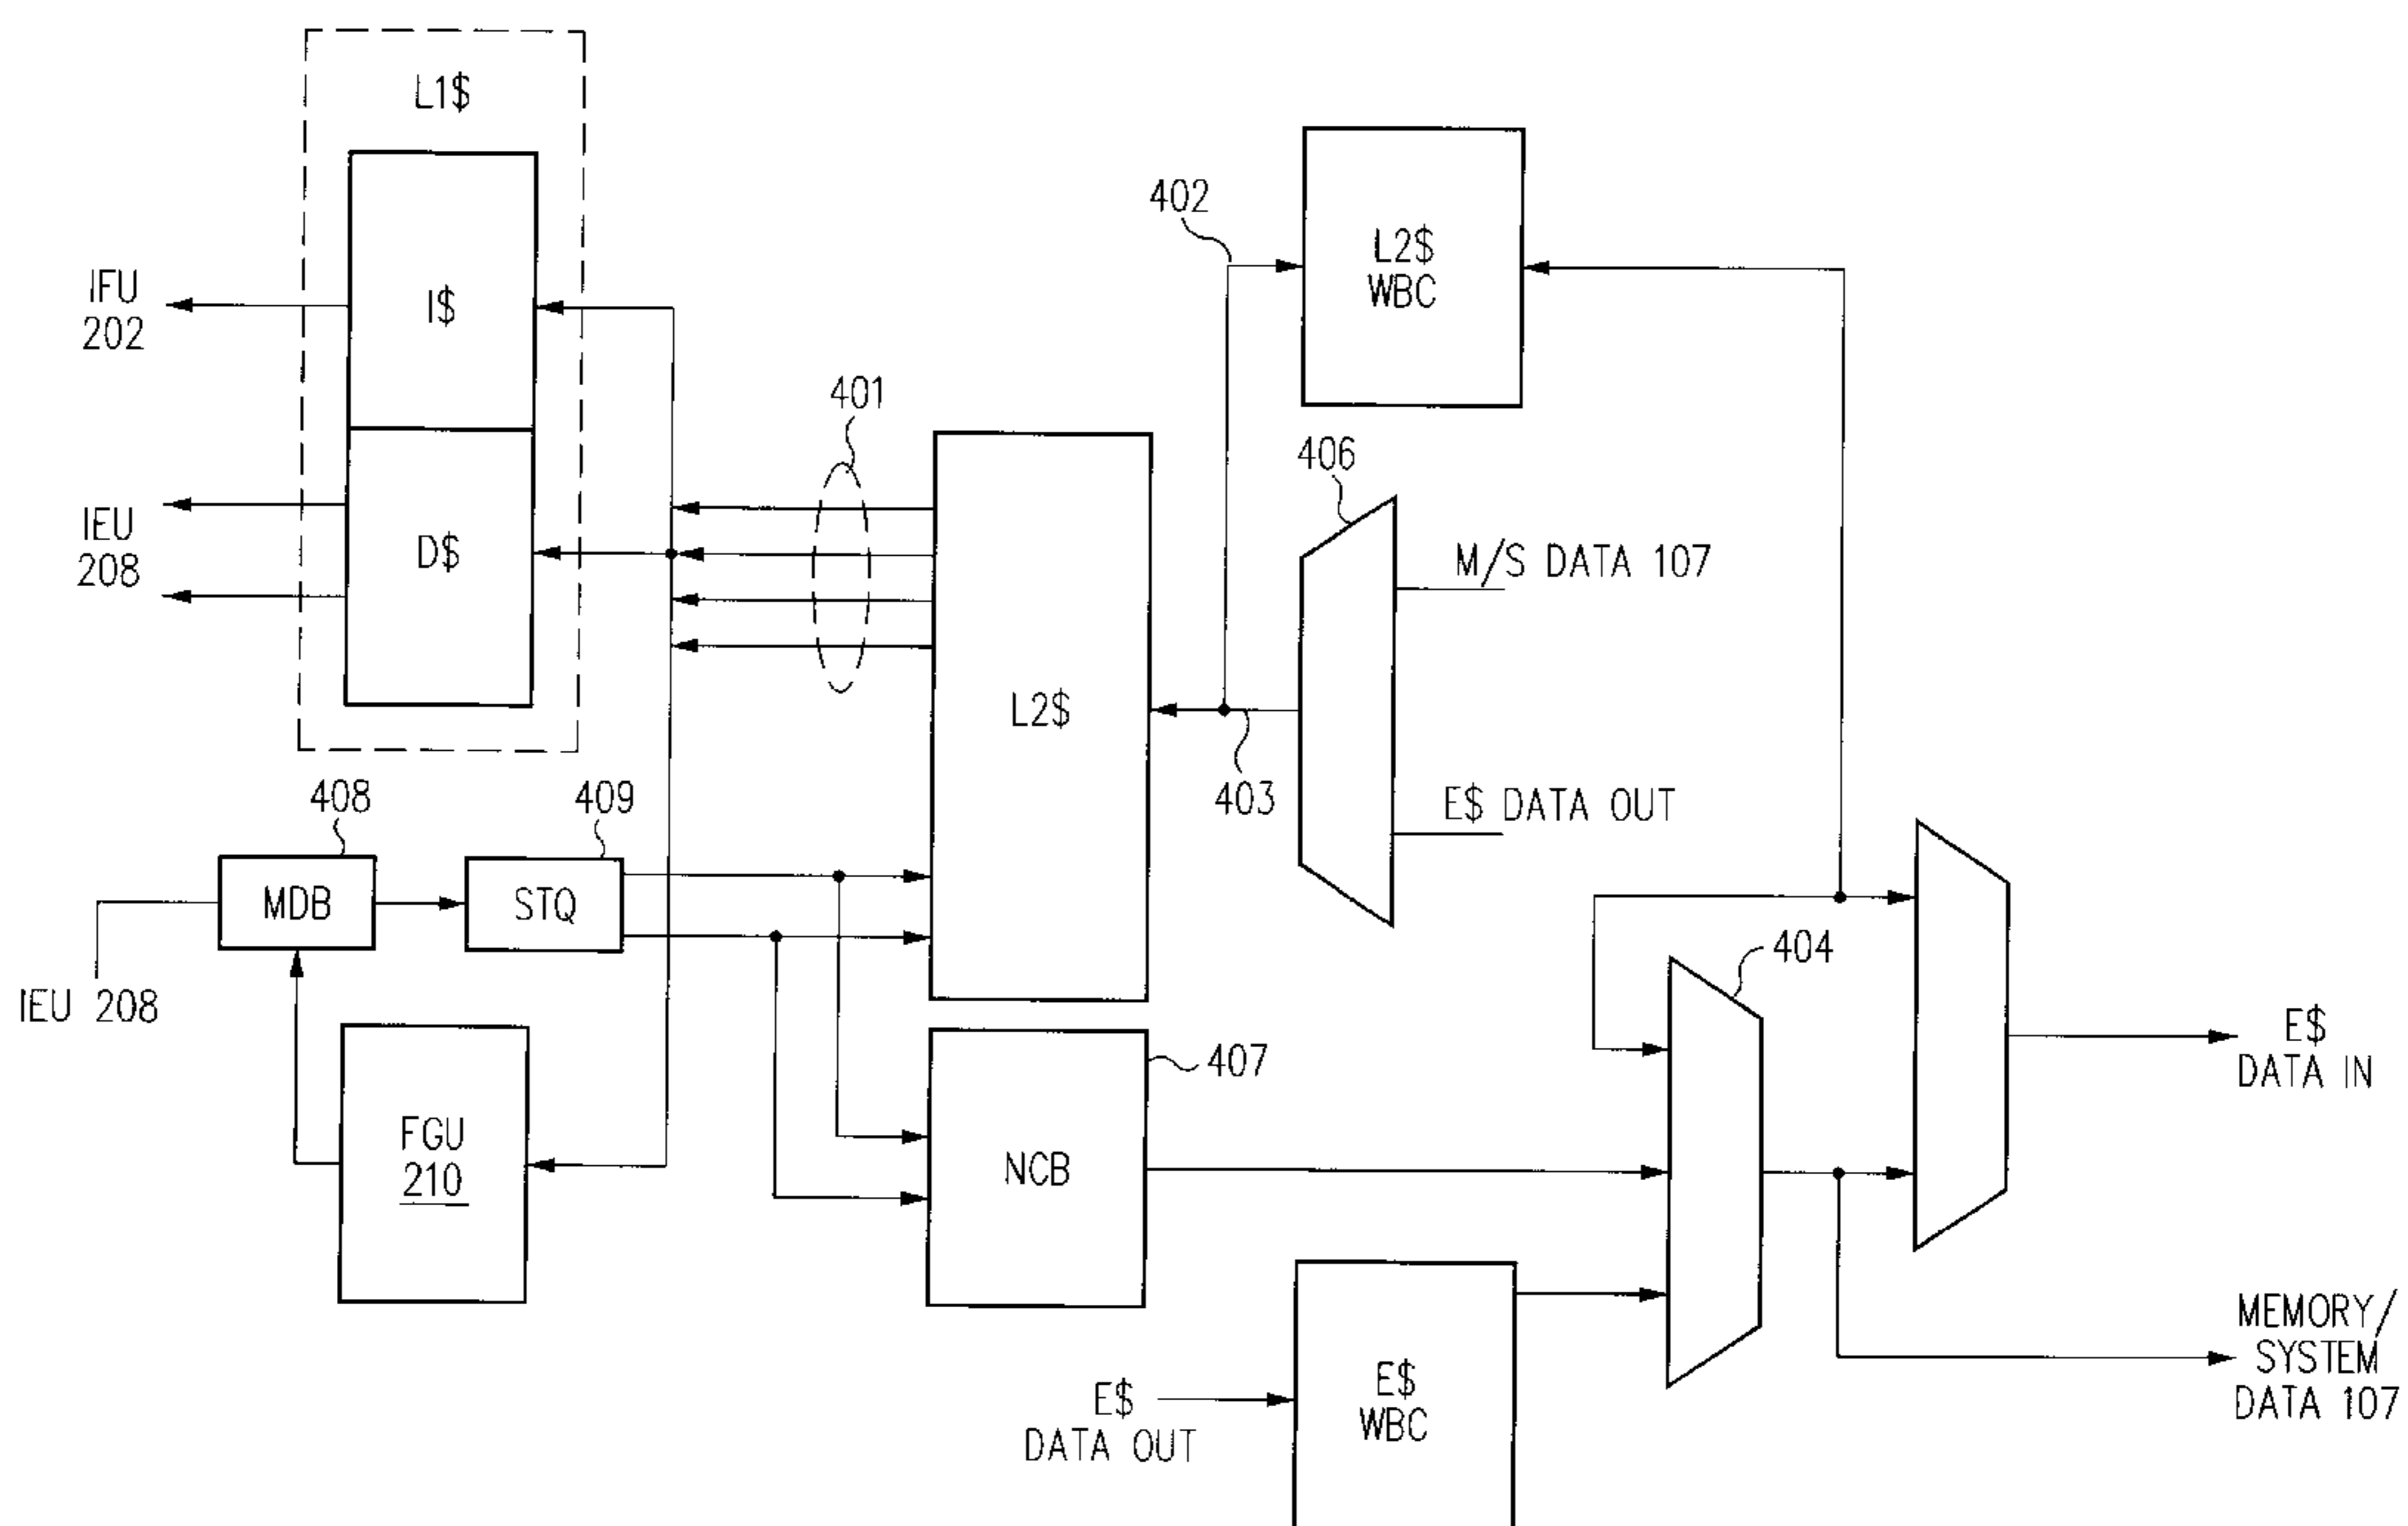 L1$
I$
D$
IFU
202
IEU
208
401
402
L2$
WBC
406
M/S DATA 107
L2$
403
E$ DATA OUT
408
409
MDB
STQ
IEU 208
FGU
210
407
NCB
404
E$
DATA IN
MEMORY/
SYSTEM
DATA 107
E$
DATA OUT
E$
WBC